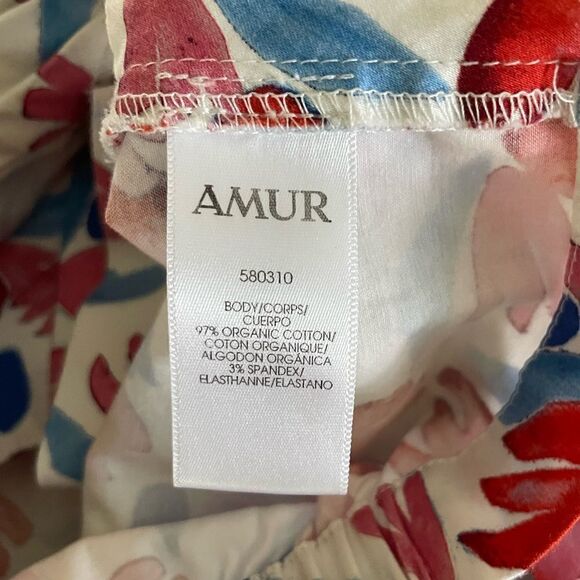 AMUR
580310
BODY/CORPS/
CUERPO
97% ORGANIC COTTON/
COTON ORGANIQUE/
ALGODON ORGÁNICA
3% SPANDEX/
ELASTHANNE/ELASTANO